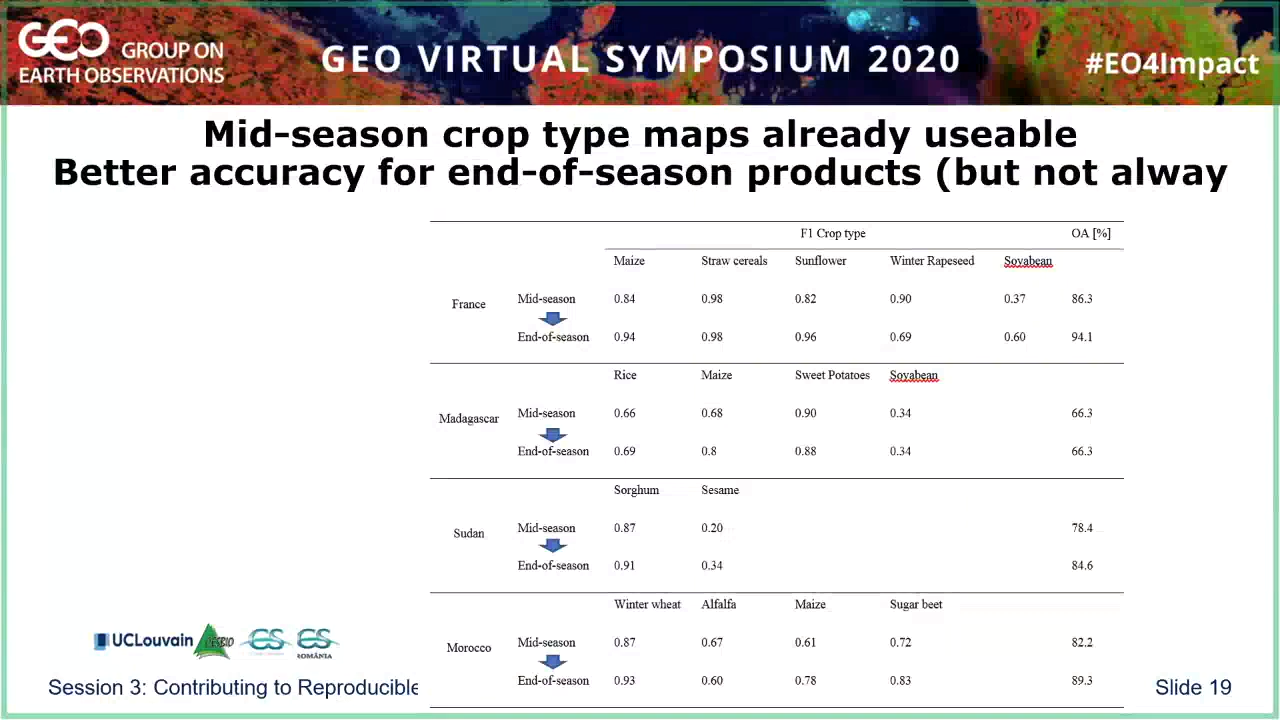 GEO GROUP ON
EARTH OBSERVATIONS
GEO VIRTUAL SYMPOSIUM 2020
#EO4Impact
Mid-season crop type maps already useable
Better accuracy for end-of-season products (but not alway
F1 Crop type OA [%]
Maize Straw cereals Sunflower Winter Rapeseed Soyabean
France
Mid-season 0.84 0.98 0.82 0.90 0.37 86.3
End-of-season 0.94 0.98 0.96 0.69 0.60 94.1
Rice Maize Sweet Potatoes Soyabean
Madagascar
Mid-season 0.66 0.68 0.90 0.34 66.3
End-of-season 0.69 0.8 0.88 0.34 66.3
Sorghum Sesame
Sudan
Mid-season 0.87 0.20 78.4
End-of-season 0.91 0.34 84.6
Winter wheat Alfalfa Maize Sugar beet
Morocco
Mid-season 0.87 0.67 0.61 0.72 82.2
End-of-season 0.93 0.60 0.78 0.83 89.3
UCLouvain CESBIO CS CS
ROMÂNIA
Session 3: Contributing to Reproducible
Slide 19